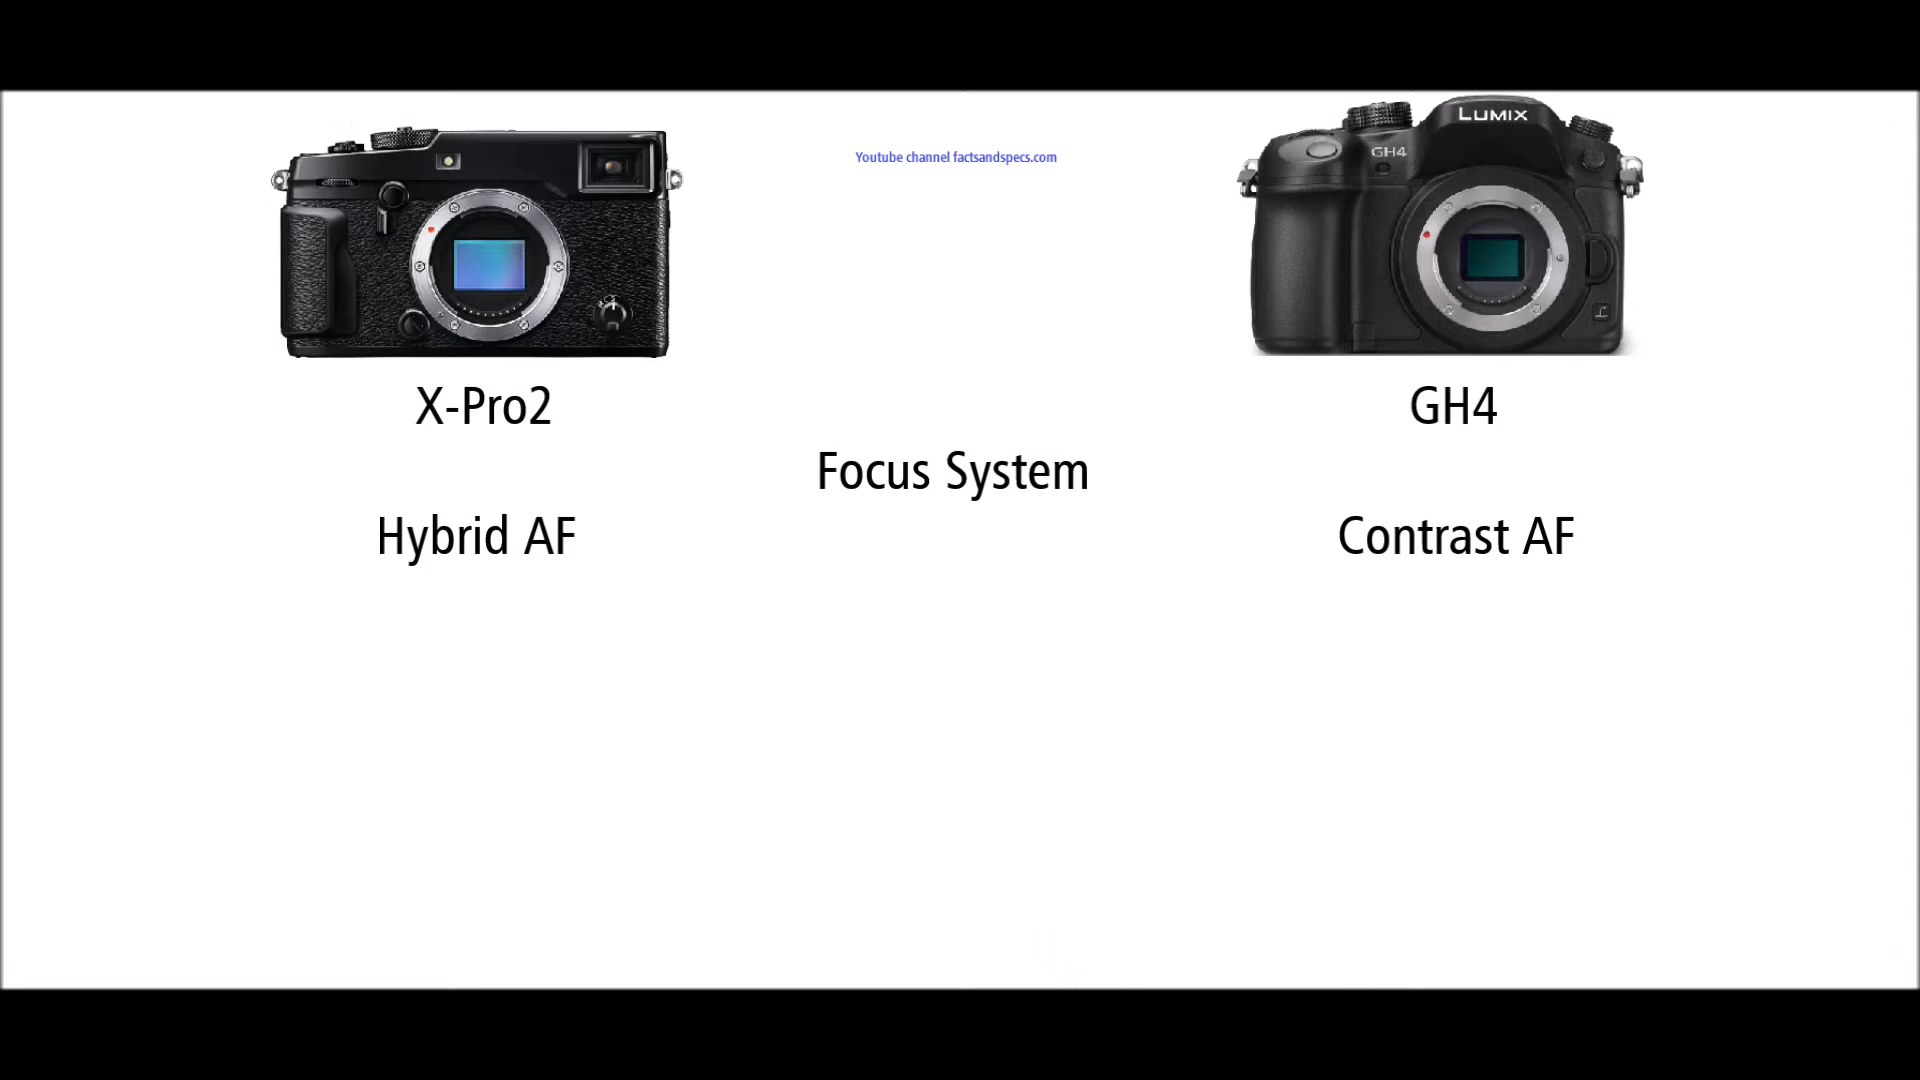 LUMIX
GH4
Youtube channel factsandspecs.com
X-Pro2
GH4
Focus System
Hybrid AF
Contrast AF